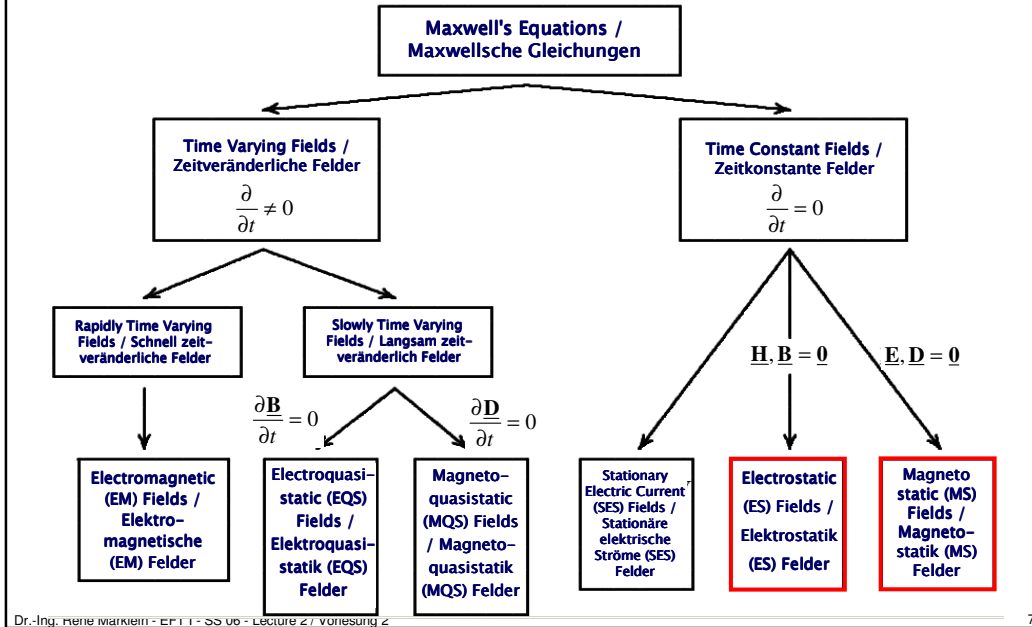 Maxwell's Equations /
Maxwellsche Gleichungen
Time Varying Fields /
Zeitveränderliche Felder
∂/∂t ≠ 0
Time Constant Fields /
Zeitkonstante Felder
∂/∂t = 0
Rapidly Time Varying
Fields / Schnell zeit-
veränderliche Felder
Slowly Time Varying
Fields / Langsam zeit-
veränderlich Felder
∂B/∂t = 0
∂D/∂t = 0
H, B = 0
E, D = 0
Electromagnetic
(EM) Fields /
Elektro-
magnetische
(EM) Felder
Electroquasi-
static (EQS)
Fields /
Elektroquasi-
statik (EQS)
Felder
Magneto-
quasistatic
(MQS) Fields
/ Magneto-
quasistatik
(MQS) Felder
Stationary
Electric Current
(SES) Fields /
Stationäre
elektrische
Ströme (SES)
Felder
Electrostatic
(ES) Fields /
Elektrostatik
(ES) Felder
Magneto
static (MS)
Fields /
Magneto-
statik (MS)
Felder
Dr.-Ing. René Marklein - EFT I - SS 06 - Lecture 2 / Vorlesung 2
7